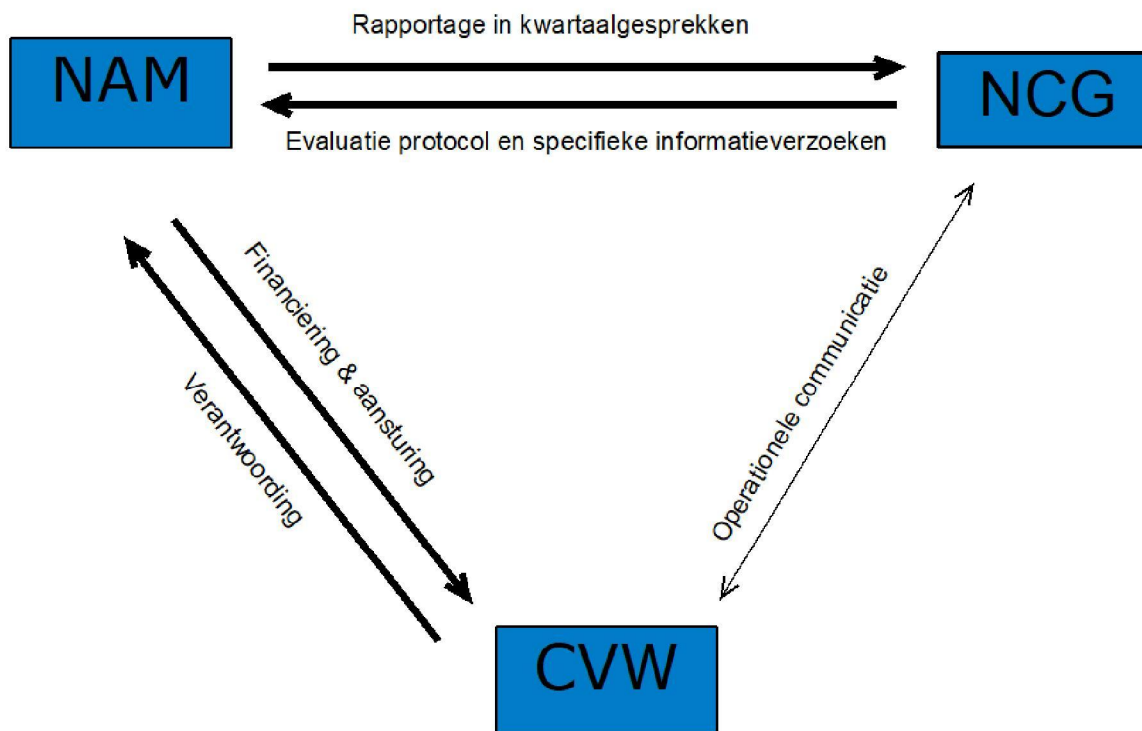 Rapportage in kwartaalgesprekken
NAM
NCG
Evaluatie protocol en specifieke informatieverzoeken
Financiering & aansturing
Verantwoording
Operationele communicatie
CVW